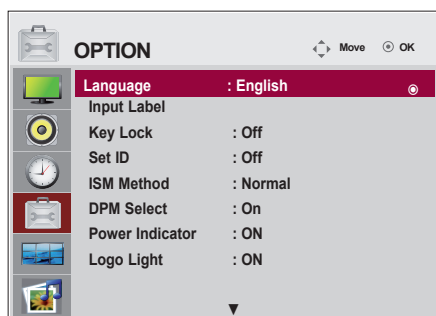 OPTION
Move
OK
Language : English
Input Label
Key Lock : Off
Set ID : Off
ISM Method : Normal
DPM Select : On
Power Indicator : ON
Logo Light : ON